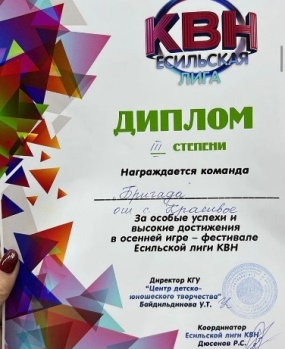 КВН
ЕСИЛЬСКАЯ
ЛИГА
ДИПЛОМ
III СТЕПЕНИ
Награждается команда
Бригада
ош с. Красивое
За особые успехи и
высокие достижения
в осенней игре – фестивале
Есильской лиги КВН
Директор КГУ
"Центр детско-
юношеского творчества"
Байдильдинова У.Т.
Координатор
Есильской лиги КВН
Дюсенов Р.С.